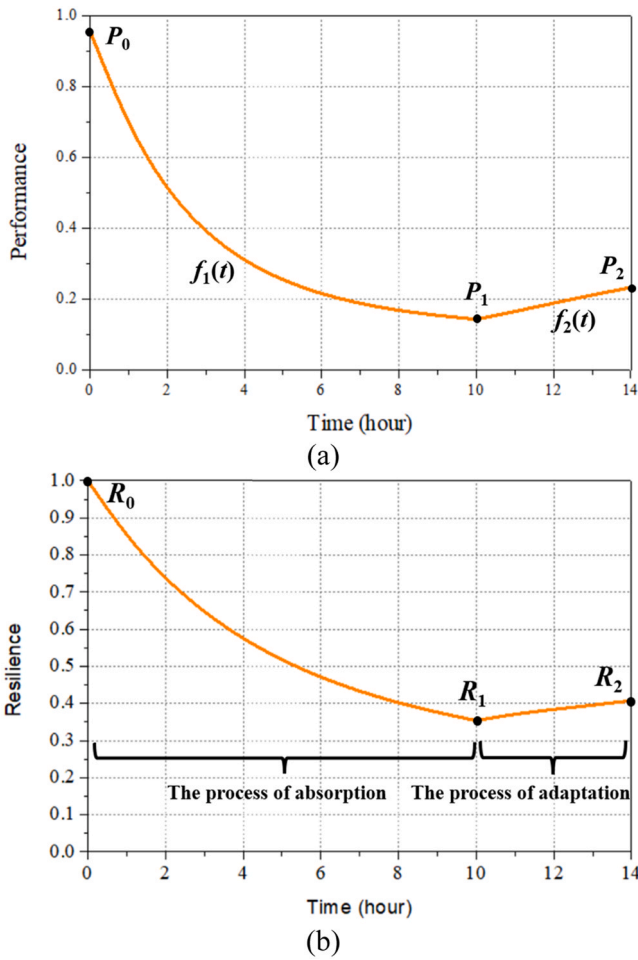 1.0
P0
0.8
0.6
Performance
0.4
f1(t)
P1
P2
0.2
f2(t)
0.0
0 2 4 6 8 10 12 14
Time (hour)
(a)
1.0
R0
0.9
0.8
0.7
0.6
Resilience
0.5
R1
R2
0.4
0.3
The process of absorption The process of adaptation
0.2
0.1
0.0
0 2 4 6 8 10 12 14
Time (hour)
(b)